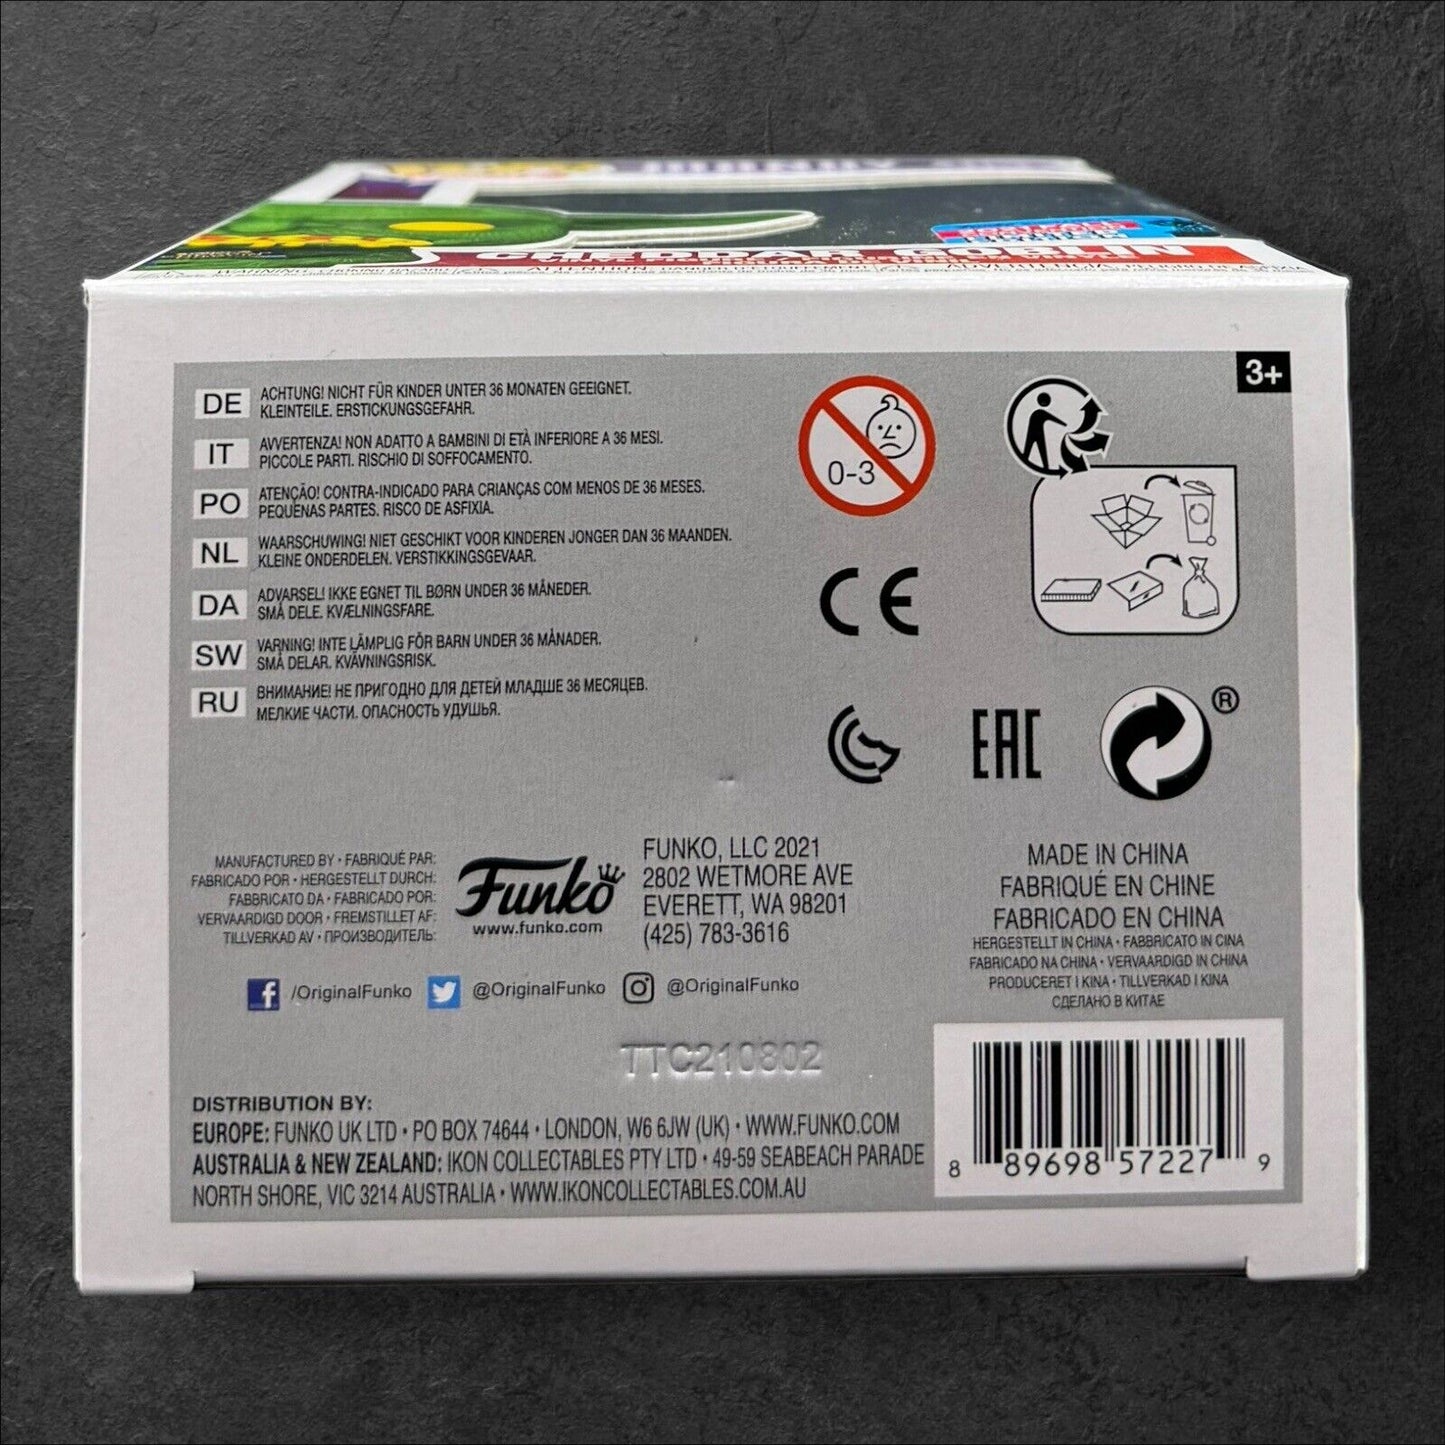 CHEDDAR GOBLIN
3+
DE ACHTUNG! NICHT FÜR KINDER UNTER 36 MONATEN GEEIGNET.
KLEINTEILE. ERSTICKUNGSGEFAHR.
IT AVVERTENZA! NON ADATTO A BAMBINI DI ETÀ INFERIORE A 36 MESI.
PICCOLE PARTI. RISCHIO DI SOFFOCAMENTO.
PO ATENÇÃO! CONTRA-INDICADO PARA CRIANÇAS COM MENOS DE 36 MESES.
PEQUENAS PARTES. RISCO DE ASFIXIA.
NL WAARSCHUWING! NIET GESCHIKT VOOR KINDEREN JONGER DAN 36 MAANDEN.
KLEINE ONDERDELEN. VERSTIKKINGSGEVAAR.
DA ADVARSEL! IKKE EGNET TIL BØRN UNDER 36 MÅNEDER.
SMÅ DELE. KVÆLNINGSFARE.
SW VARNING! INTE LÄMPLIG FÖR BARN UNDER 36 MÅNADER.
SMÅ DELAR. KVÄVNINGSRISK.
RU ВНИМАНИЕ! НЕ ПРИГОДНО ДЛЯ ДЕТЕЙ МЛАДШЕ 36 МЕСЯЦЕВ.
МЕЛКИЕ ЧАСТИ. ОПАСНОСТЬ УДУШЬЯ.
0-3
CE
EAC
®
MANUFACTURED BY • FABRIQUÉ PAR:
FABRICADO POR • HERGESTELLT DURCH:
FABBRICATO DA • FABRICADO POR:
VERVAARDIGD DOOR • FREMSTILLET AF:
TILLVERKAD AV • ПРОИЗВОДИТЕЛЬ:
Funko
www.funko.com
FUNKO, LLC 2021
2802 WETMORE AVE
EVERETT, WA 98201
(425) 783-3616
MADE IN CHINA
FABRIQUÉ EN CHINE
FABRICADO EN CHINA
HERGESTELLT IN CHINA • FABBRICATO IN CINA
FABRICADO NA CHINA • VERVAARDIGD IN CHINA
PRODUCERET I KINA • TILLVERKAD I KINA
СДЕЛАНО В КИТАЕ
f /OriginalFunko @OriginalFunko @OriginalFunko
TTC210802
DISTRIBUTION BY:
EUROPE: FUNKO UK LTD • PO BOX 74644 • LONDON, W6 6JW (UK) • WWW.FUNKO.COM
AUSTRALIA & NEW ZEALAND: IKON COLLECTABLES PTY LTD • 49-59 SEABEACH PARADE
NORTH SHORE, VIC 3214 AUSTRALIA • WWW.IKONCOLLECTABLES.COM.AU
8 89698 57227 9